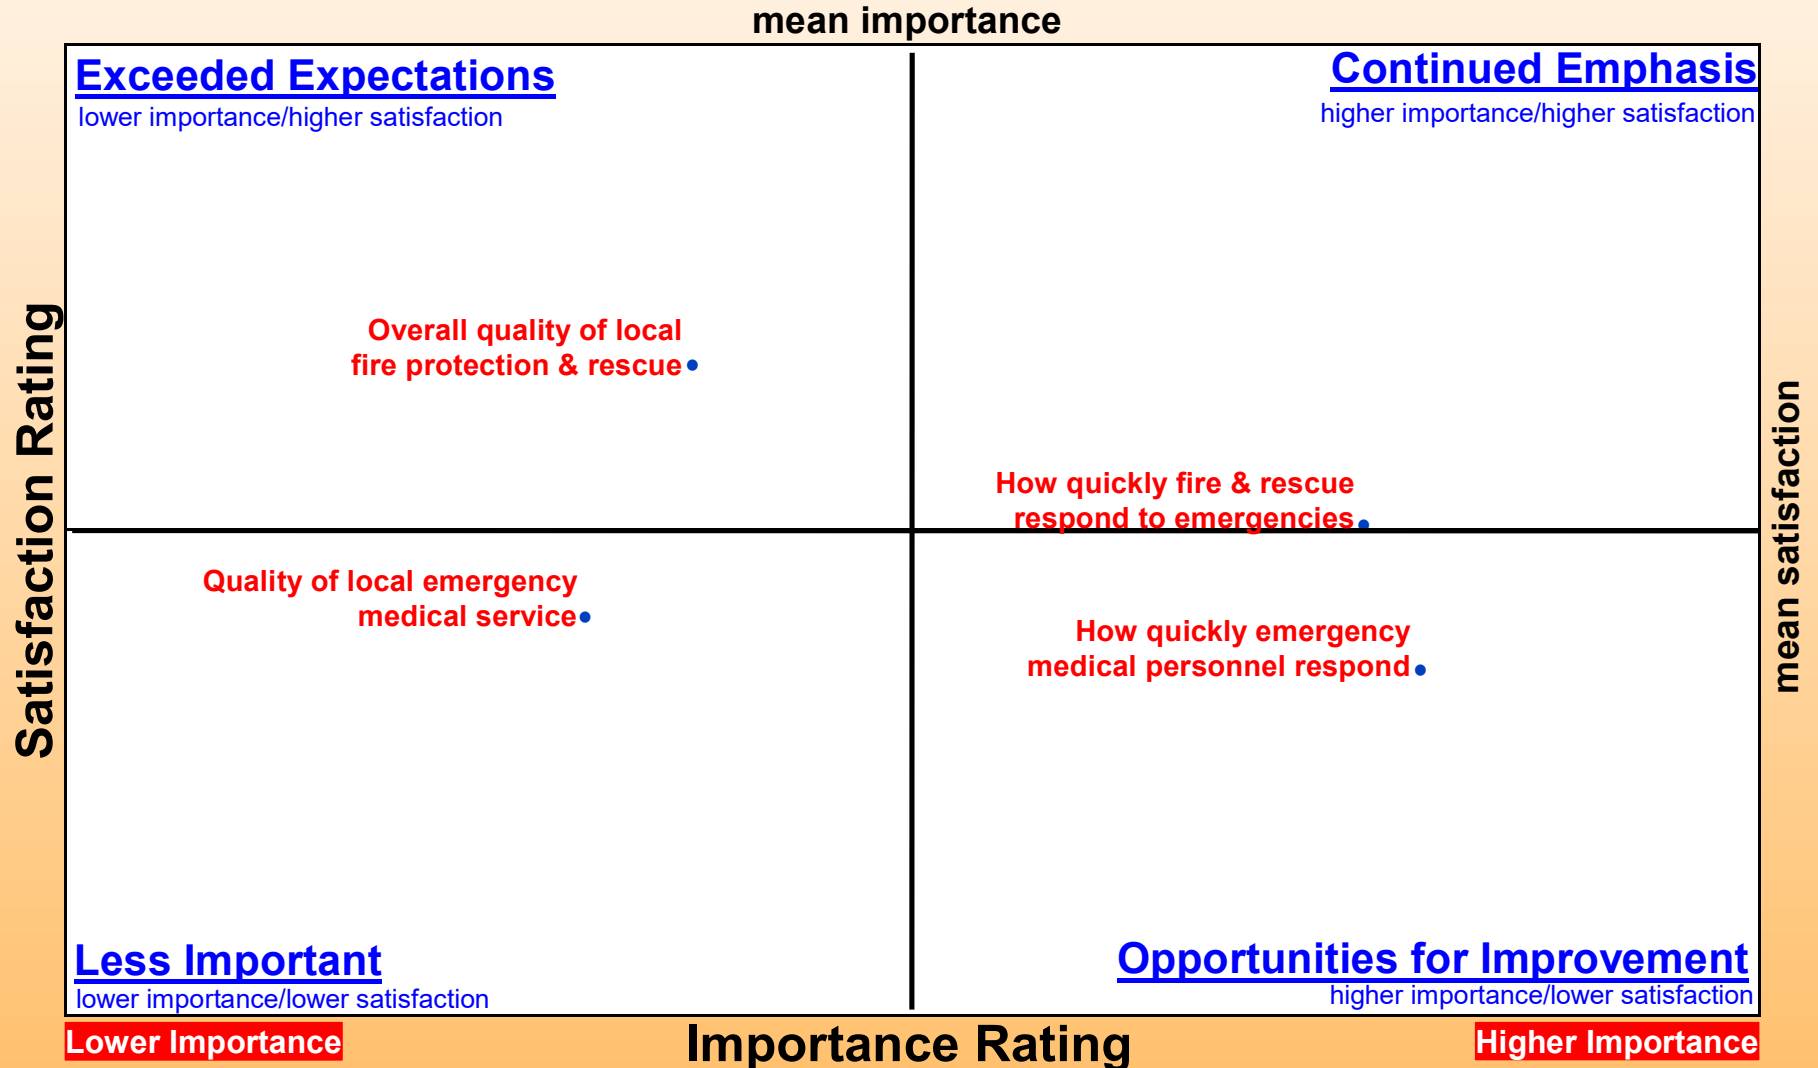 mean importance
Exceeded Expectations
lower importance/higher satisfaction
Continued Emphasis
higher importance/higher satisfaction
Overall quality of local
fire protection & rescue
How quickly fire & rescue
respond to emergencies
Satisfaction Rating
mean satisfaction
Quality of local emergency
medical service
How quickly emergency
medical personnel respond
Less Important
lower importance/lower satisfaction
Opportunities for Improvement
higher importance/lower satisfaction
Lower Importance
Importance Rating
Higher Importance